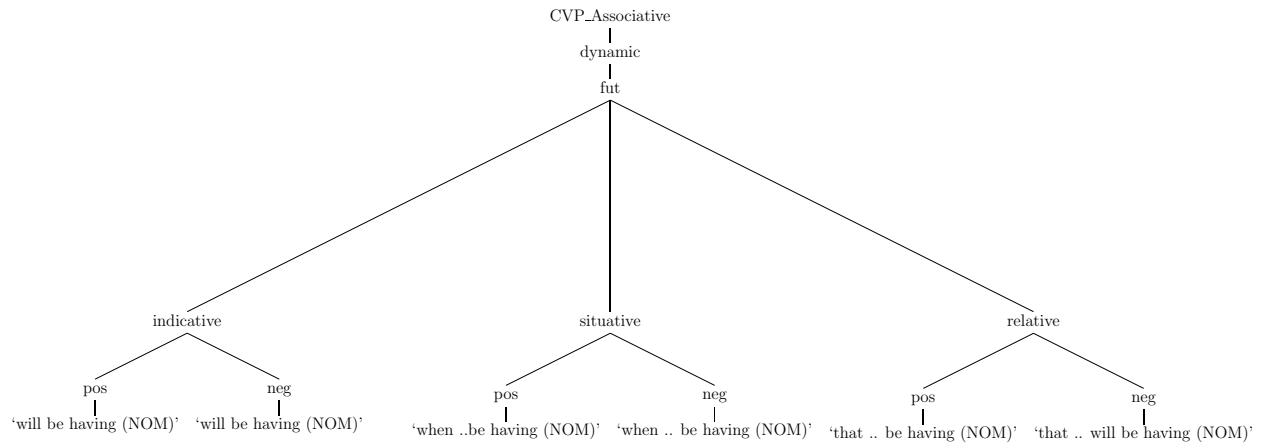 CVP_Associative
dynamic
fut
indicative situative relative
pos neg pos neg pos neg
‘will be having (NOM)’ ‘will be having (NOM)’ ‘when ..be having (NOM)’ ‘when .. be having (NOM)’ ‘that .. be having (NOM)’ ‘that .. will be having (NOM)’